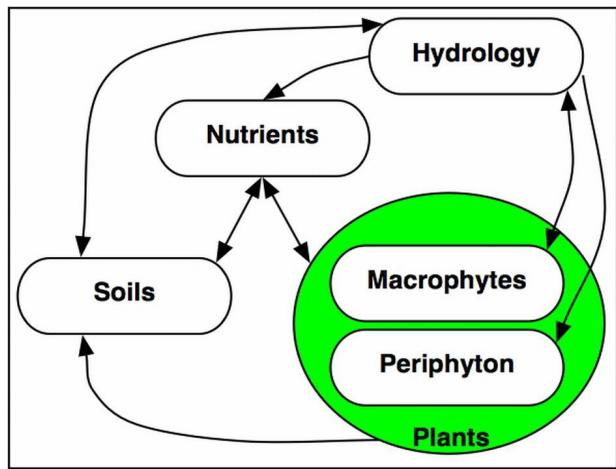 Hydrology
Nutrients
Macrophytes
Soils
Periphyton
Plants